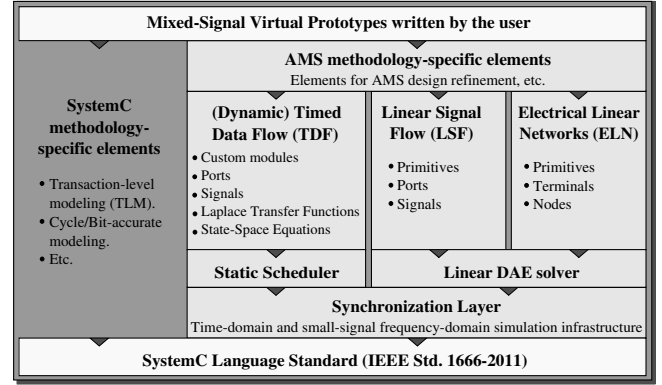 Mixed-Signal Virtual Prototypes written by the user
SystemC
methodology-
specific elements
• Transaction-level
modeling (TLM).
• Cycle/Bit-accurate
modeling.
• Etc.
AMS methodology-specific elements
Elements for AMS design refinement, etc.
(Dynamic) Timed
Data Flow (TDF)
• Custom modules
• Ports
• Signals
• Laplace Transfer Functions
• State-Space Equations
Linear Signal
Flow (LSF)
• Primitives
• Ports
• Signals
Electrical Linear
Networks (ELN)
• Primitives
• Terminals
• Nodes
Static Scheduler
Linear DAE solver
Synchronization Layer
Time-domain and small-signal frequency-domain simulation infrastructure
SystemC Language Standard (IEEE Std. 1666-2011)